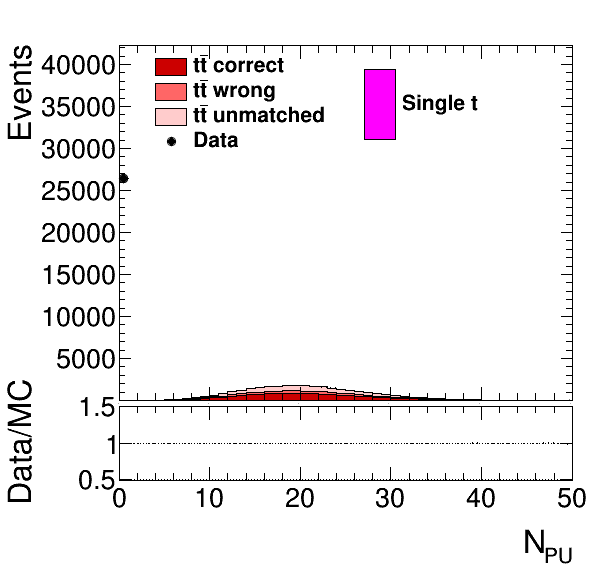 Events
40000
35000
30000
25000
20000
15000
10000
5000
tt̄ correct
tt̄ wrong
tt̄ unmatched
Data
Single t
Data/MC
1.5
1
0.5
0 10 20 30 40 50
N_PU